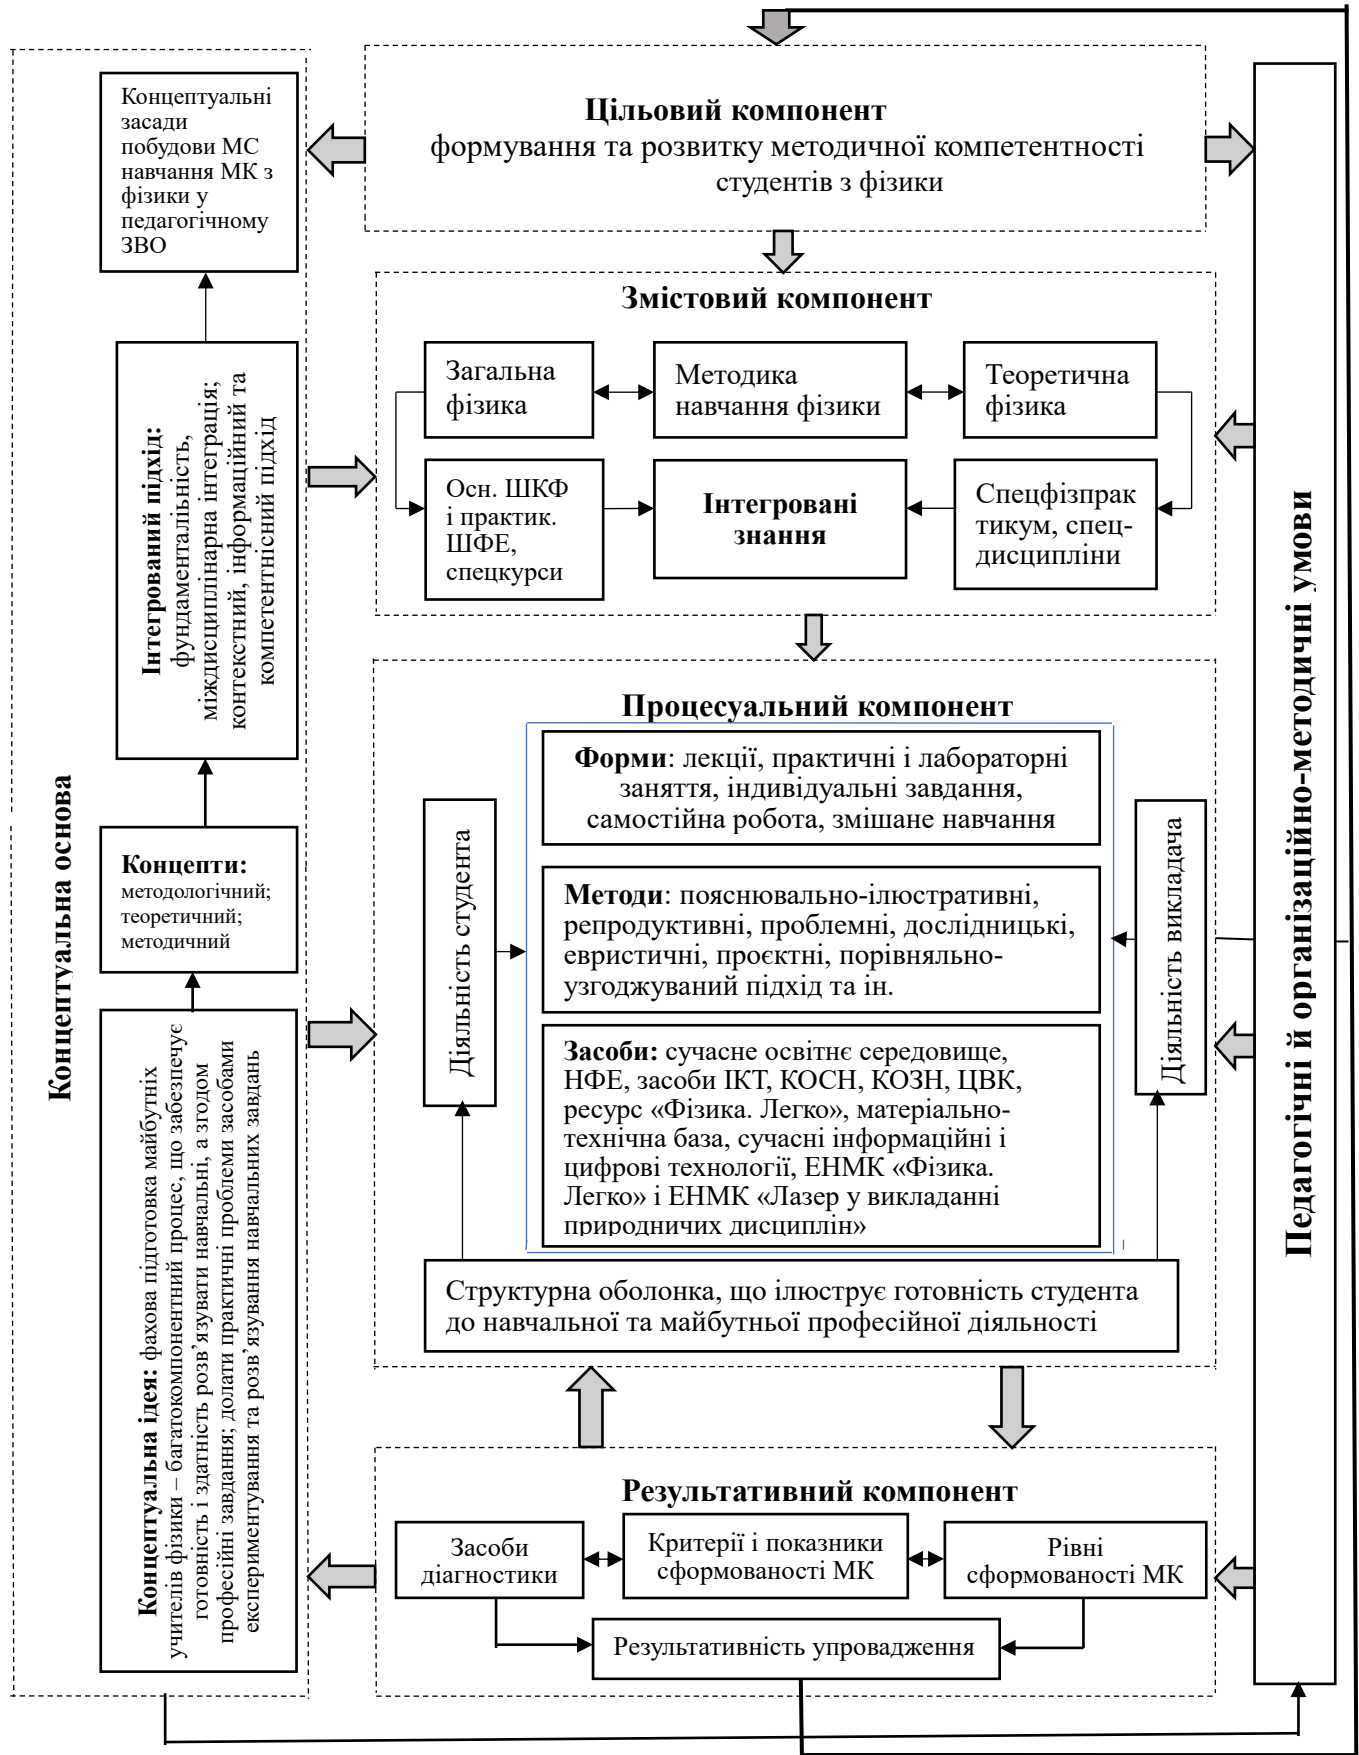 Цільовий компонент
формування та розвитку методичної компетентності
студентів з фізики
Концептуальні
засади
побудови МС
навчання МК з
фізики у
педагогічному
ЗВО
Інтегрований підхід:
фундаментальність,
міждисциплінарна інтеграція;
контекстний, інформаційний та
компетентнісний підхід
Концептуальна основа
Концепти:
методологічний;
теоретичний;
методичний
Концептуальна ідея: фахова підготовка майбутніх
учителів фізики – багатокомпонентний процес, що забезпечує
готовність і здатність розв’язувати навчальні, а згодом
професійні завдання; долати практичні проблеми засобами
експериментування та розв’язування навчальних завдань
Змістовий компонент
Загальна
фізика
Методика
навчання фізики
Теоретична
фізика
Осн. ШКФ
і практик.
ШФЕ,
спецкурси
Інтегровані
знання
Спецфізпрак
тикум, спец-
дисципліни
Процесуальний компонент
Діяльність студента
Форми: лекції, практичні і лабораторні
заняття, індивідуальні завдання,
самостійна робота, змішане навчання
Методи: пояснювально-ілюстративні,
репродуктивні, проблемні, дослідницькі,
евристичні, проєктні, порівняльно-
узгоджуваний підхід та ін.
Засоби: сучасне освітнє середовище,
НФЕ, засоби ІКТ, КОСН, КОЗН, ЦВК,
ресурс «Фізика. Легко», матеріально-
технічна база, сучасні інформаційні і
цифрові технології, ЕНМК «Фізика.
Легко» і ЕНМК «Лазер у викладанні
природничих дисциплін»
Діяльність викладача
Структурна оболонка, що ілюструє готовність студента
до навчальної та майбутньої професійної діяльності
Результативний компонент
Засоби
діагностики
Критерії і показники
сформованості МК
Рівні
сформованості МК
Результативність упровадження
Педагогічні й організаційно-методичні умови